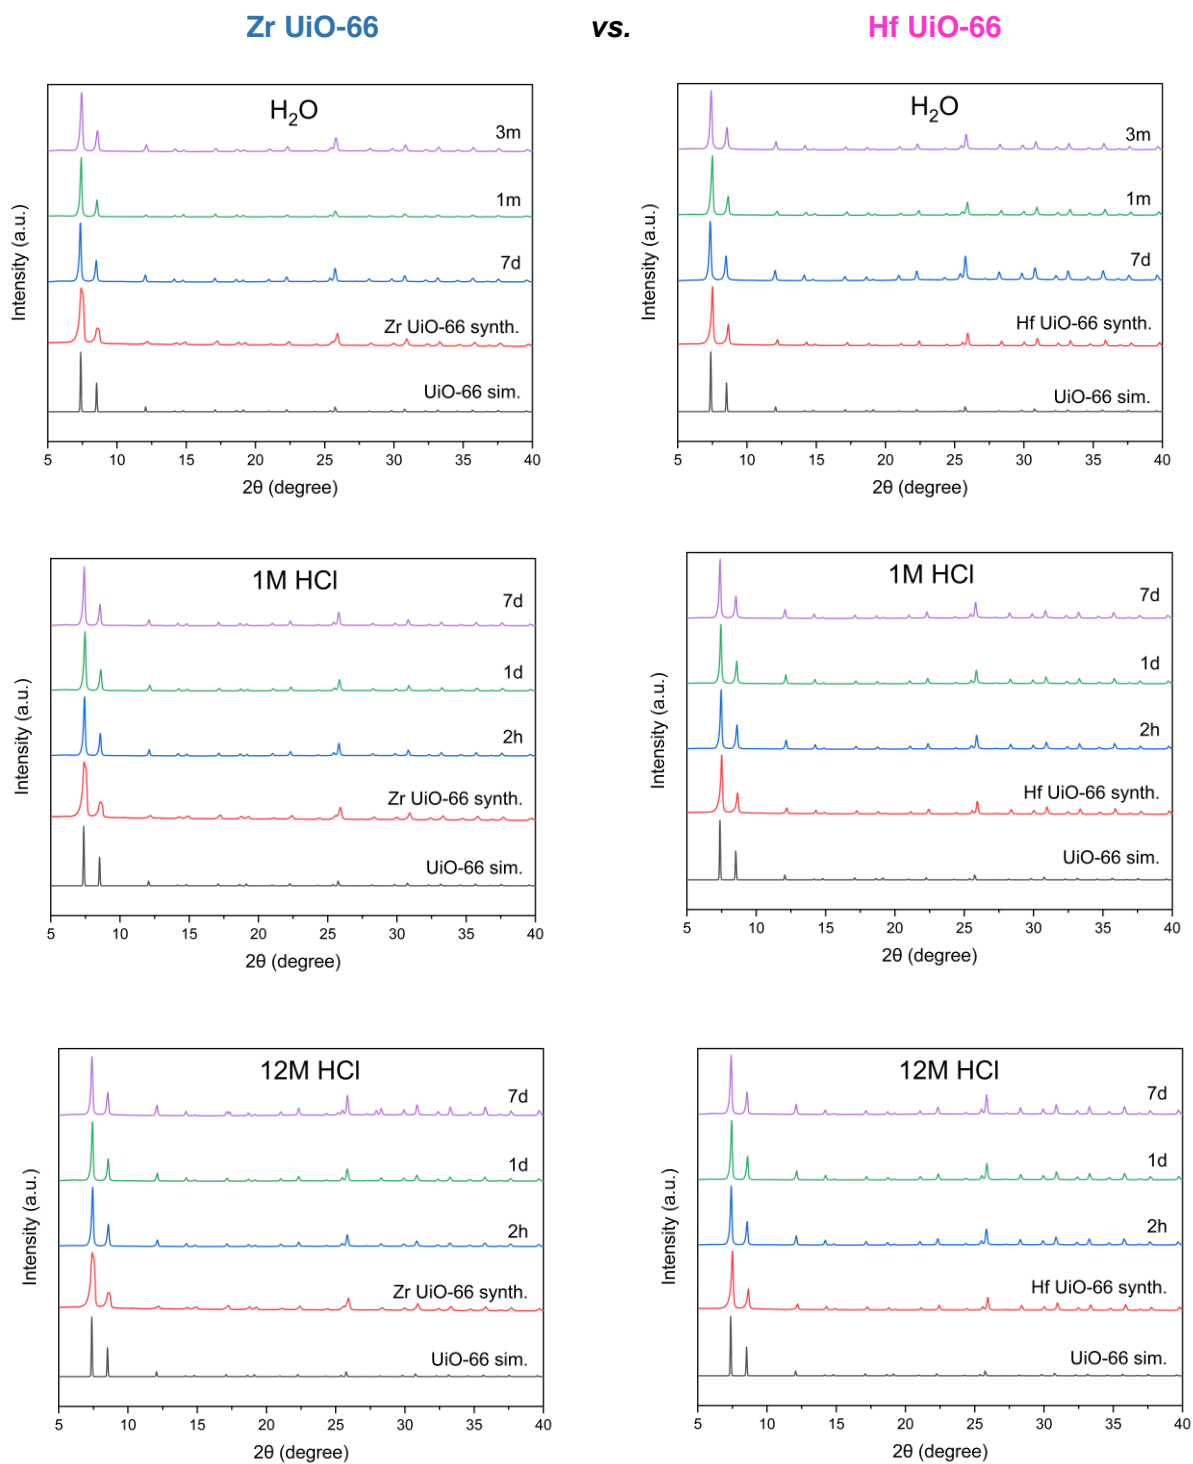 Zr UiO-66 vs. Hf UiO-66
H₂O
3m
1m
7d
Zr UiO-66 synth.
UiO-66 sim.
Intensity (a.u.)
5 10 15 20 25 30 35 40
2θ (degree)
H₂O
3m
1m
7d
Hf UiO-66 synth.
UiO-66 sim.
Intensity (a.u.)
5 10 15 20 25 30 35 40
2θ (degree)
1M HCl
7d
1d
2h
Zr UiO-66 synth.
UiO-66 sim.
Intensity (a.u.)
5 10 15 20 25 30 35 40
2θ (degree)
1M HCl
7d
1d
2h
Hf UiO-66 synth.
UiO-66 sim.
Intensity (a.u.)
5 10 15 20 25 30 35 40
2θ (degree)
12M HCl
7d
1d
2h
Zr UiO-66 synth.
UiO-66 sim.
Intensity (a.u.)
5 10 15 20 25 30 35 40
2θ (degree)
12M HCl
7d
1d
2h
Hf UiO-66 synth.
UiO-66 sim.
Intensity (a.u.)
5 10 15 20 25 30 35 40
2θ (degree)